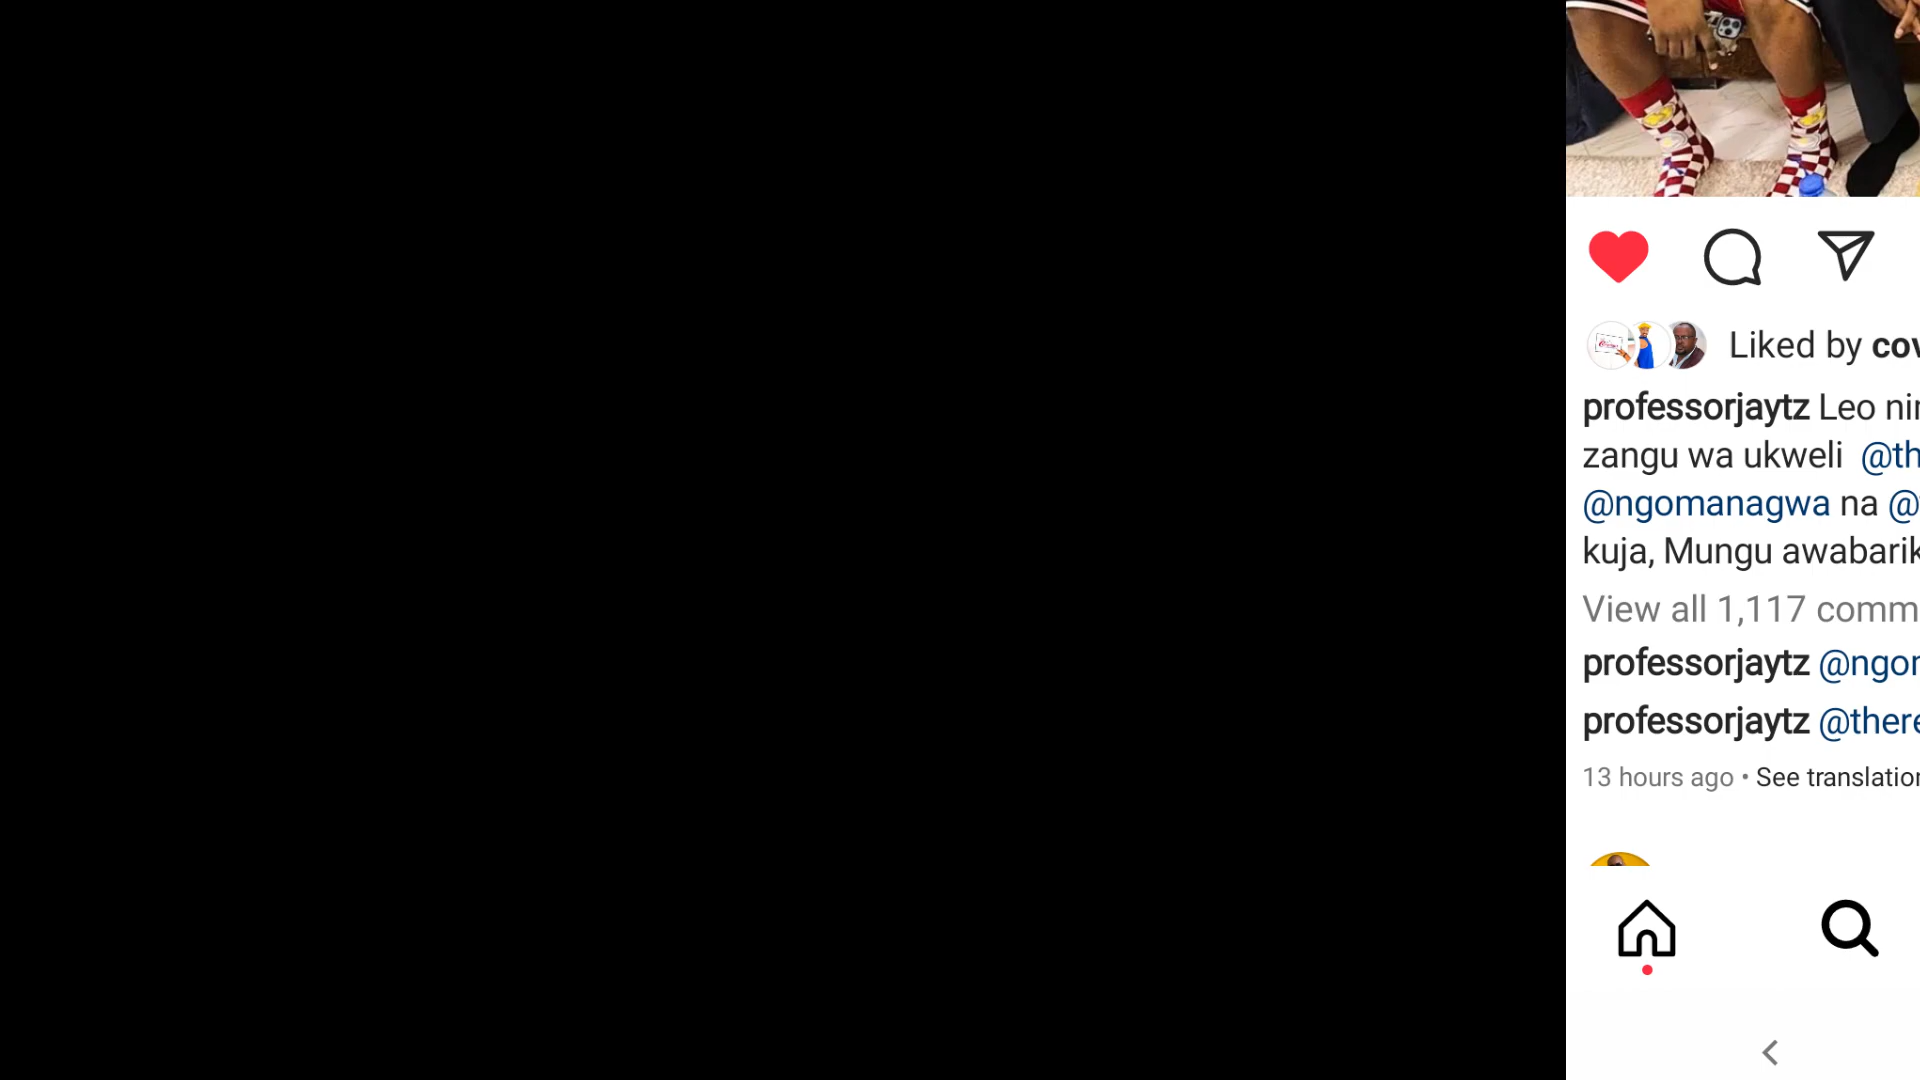 Liked by
professorjaytz Leo
zangu wa ukweli
@ngomanagwa na
kuja, Mungu
View all 1,117
professorjaytz
professorjaytz
13 hours ago • See